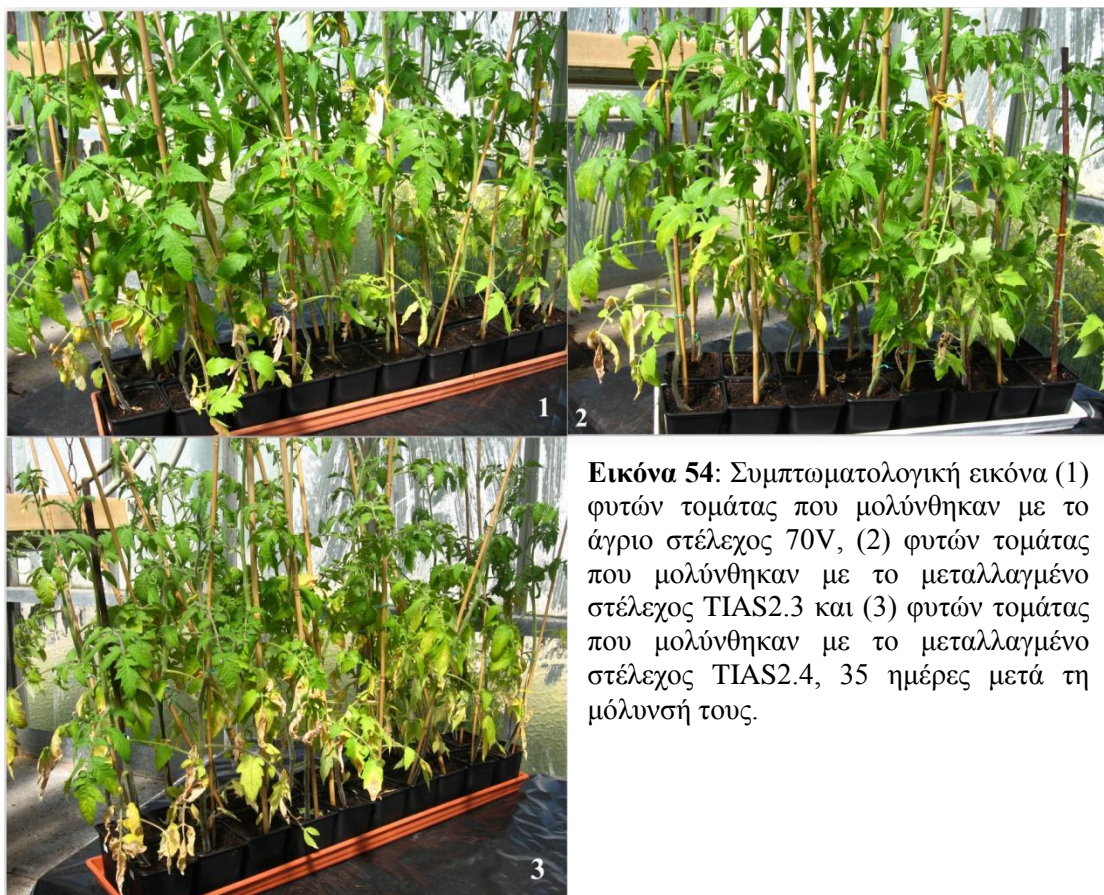 1
2
3
Εικόνα 54: Συμπτωματολογική εικόνα (1)
φυτών τομάτας που μολύνθηκαν με το
άγριο στέλεχος 70V, (2) φυτών τομάτας
που μολύνθηκαν με το μεταλλαγμένο
στέλεχος TIAS2.3 και (3) φυτών τομάτας
που μολύνθηκαν με το μεταλλαγμένο
στέλεχος TIAS2.4, 35 ημέρες μετά τη
μόλυνσή τους.